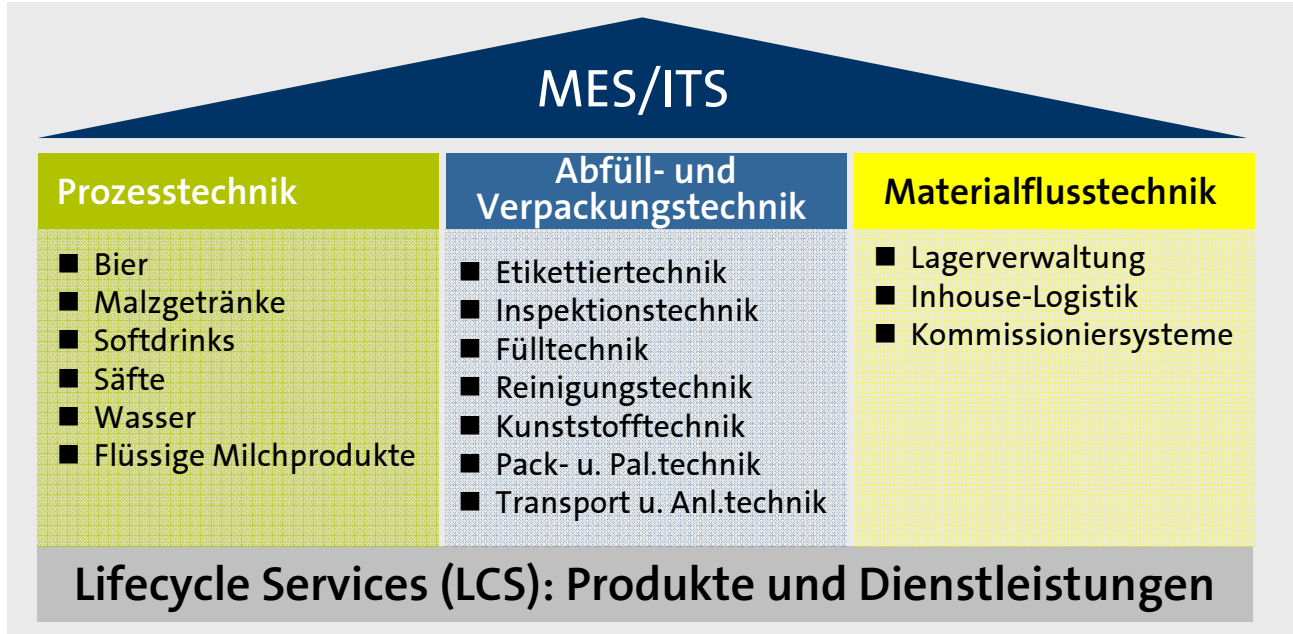 MES/ITS
Prozesstechnik
Bier
Malzgetränke
Softdrinks
Säfte
Wasser
Flüssige Milchprodukte
Abfüll- und
Verpackungstechnik
Etikettiertechnik
Inspektionstechnik
Fülltechnik
Reinigungstechnik
Kunststofftechnik
Pack- u. Pal.technik
Transport u. Anl.technik
Materialflusstechnik
Lagerverwaltung
Inhouse-Logistik
Kommissioniersysteme
Lifecycle Services (LCS): Produkte und Dienstleistungen